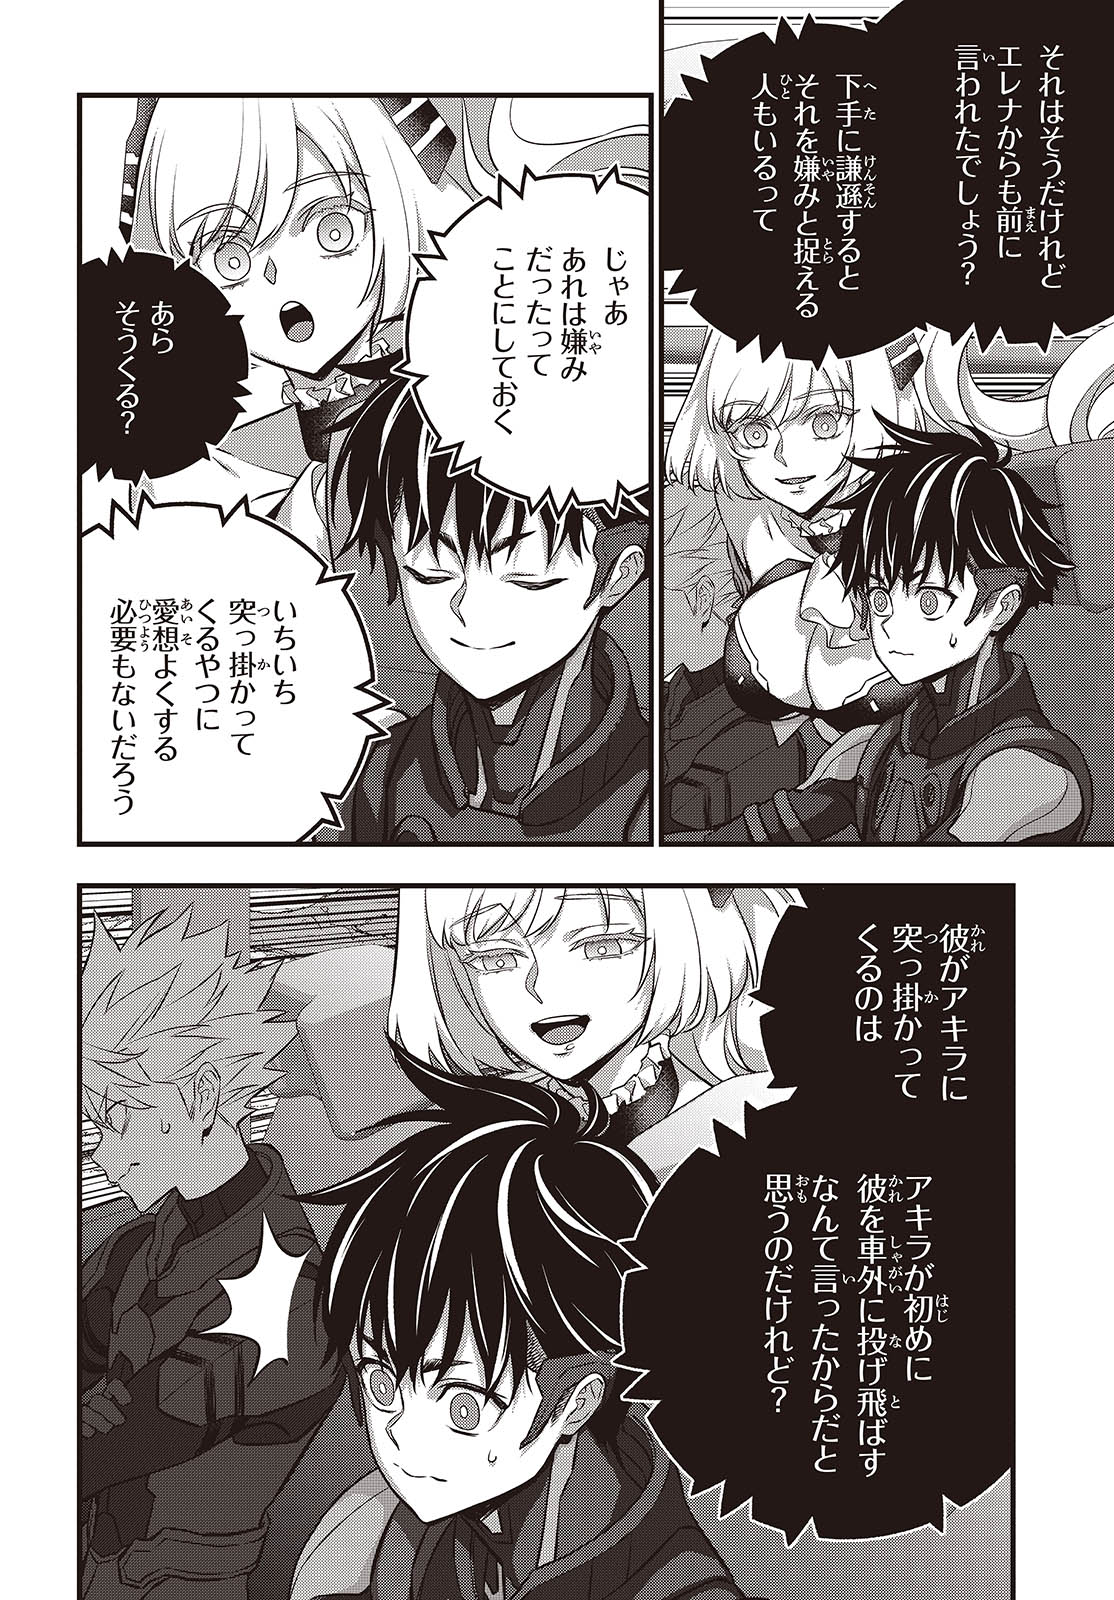 それはそうだけれど
エレナからも前に
言われたでしょう?
下手に謙遜すると
それを嫌みと捉える
人もいるって
じゃあ
あれは嫌み
だったって
ことにしておく
あら
そうくる?
いちいち
突っ掛かって
くるやつに
愛想よくする
必要もないだろう
彼がアキラに
突っ掛かって
くるのは
アキラが初めに
彼を車外に投げ飛ばす
なんて言ったからだと
思うのだけれど?